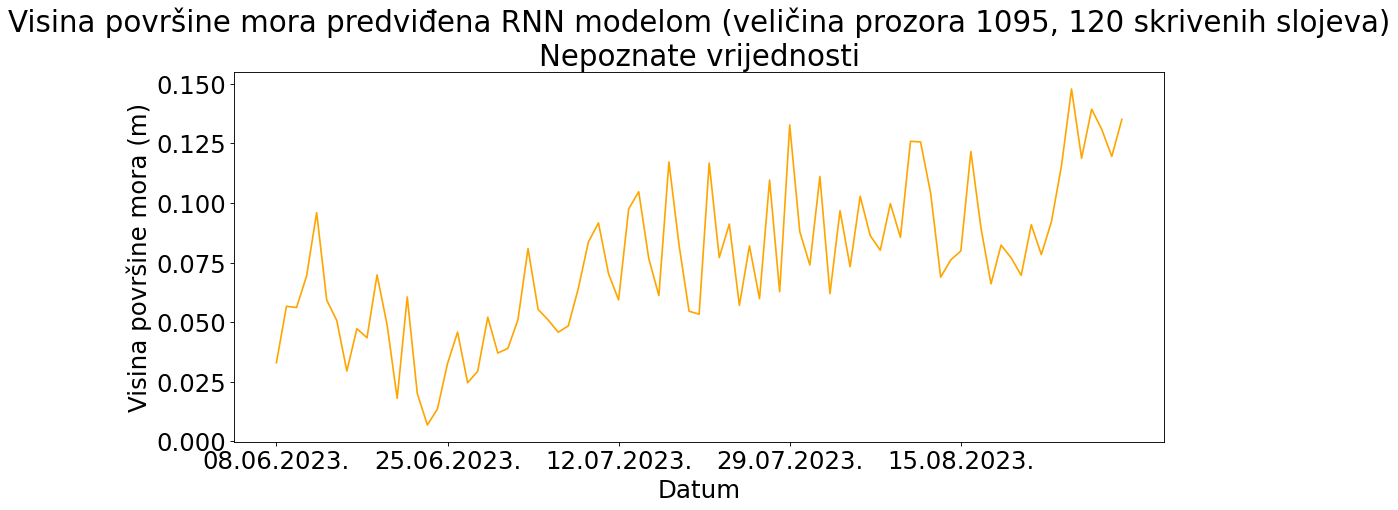 Visina površine mora predviđena RNN modelom (veličina prozora 1095, 120 skrivenih slojeva)
Nepoznate vrijednosti
Visina površine mora (m)
0.150
0.125
0.100
0.075
0.050
0.025
0.000
08.06.2023. 25.06.2023. 12.07.2023. 29.07.2023. 15.08.2023.
Datum